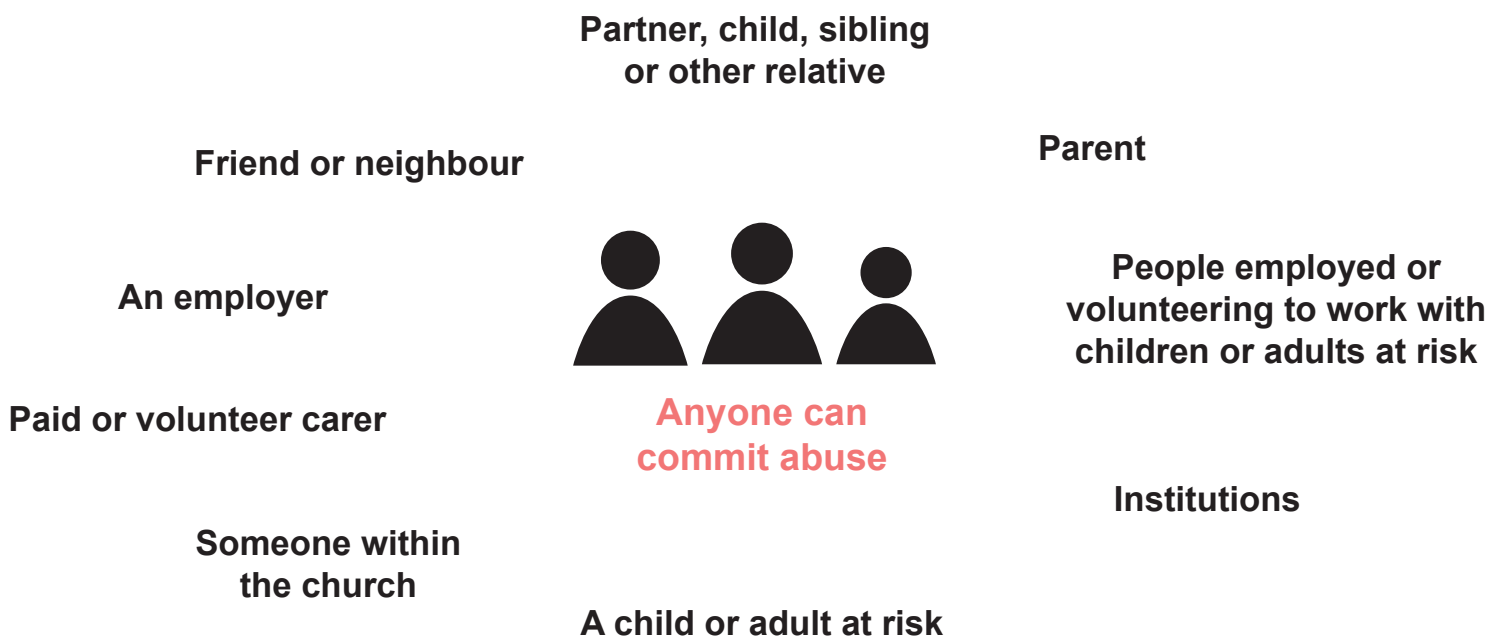 Partner, child, sibling
or other relative
Parent
Friend or neighbour
People employed or
volunteering to work with
children or adults at risk
An employer
Anyone can
commit abuse
Paid or volunteer carer
Institutions
Someone within
the church
A child or adult at risk